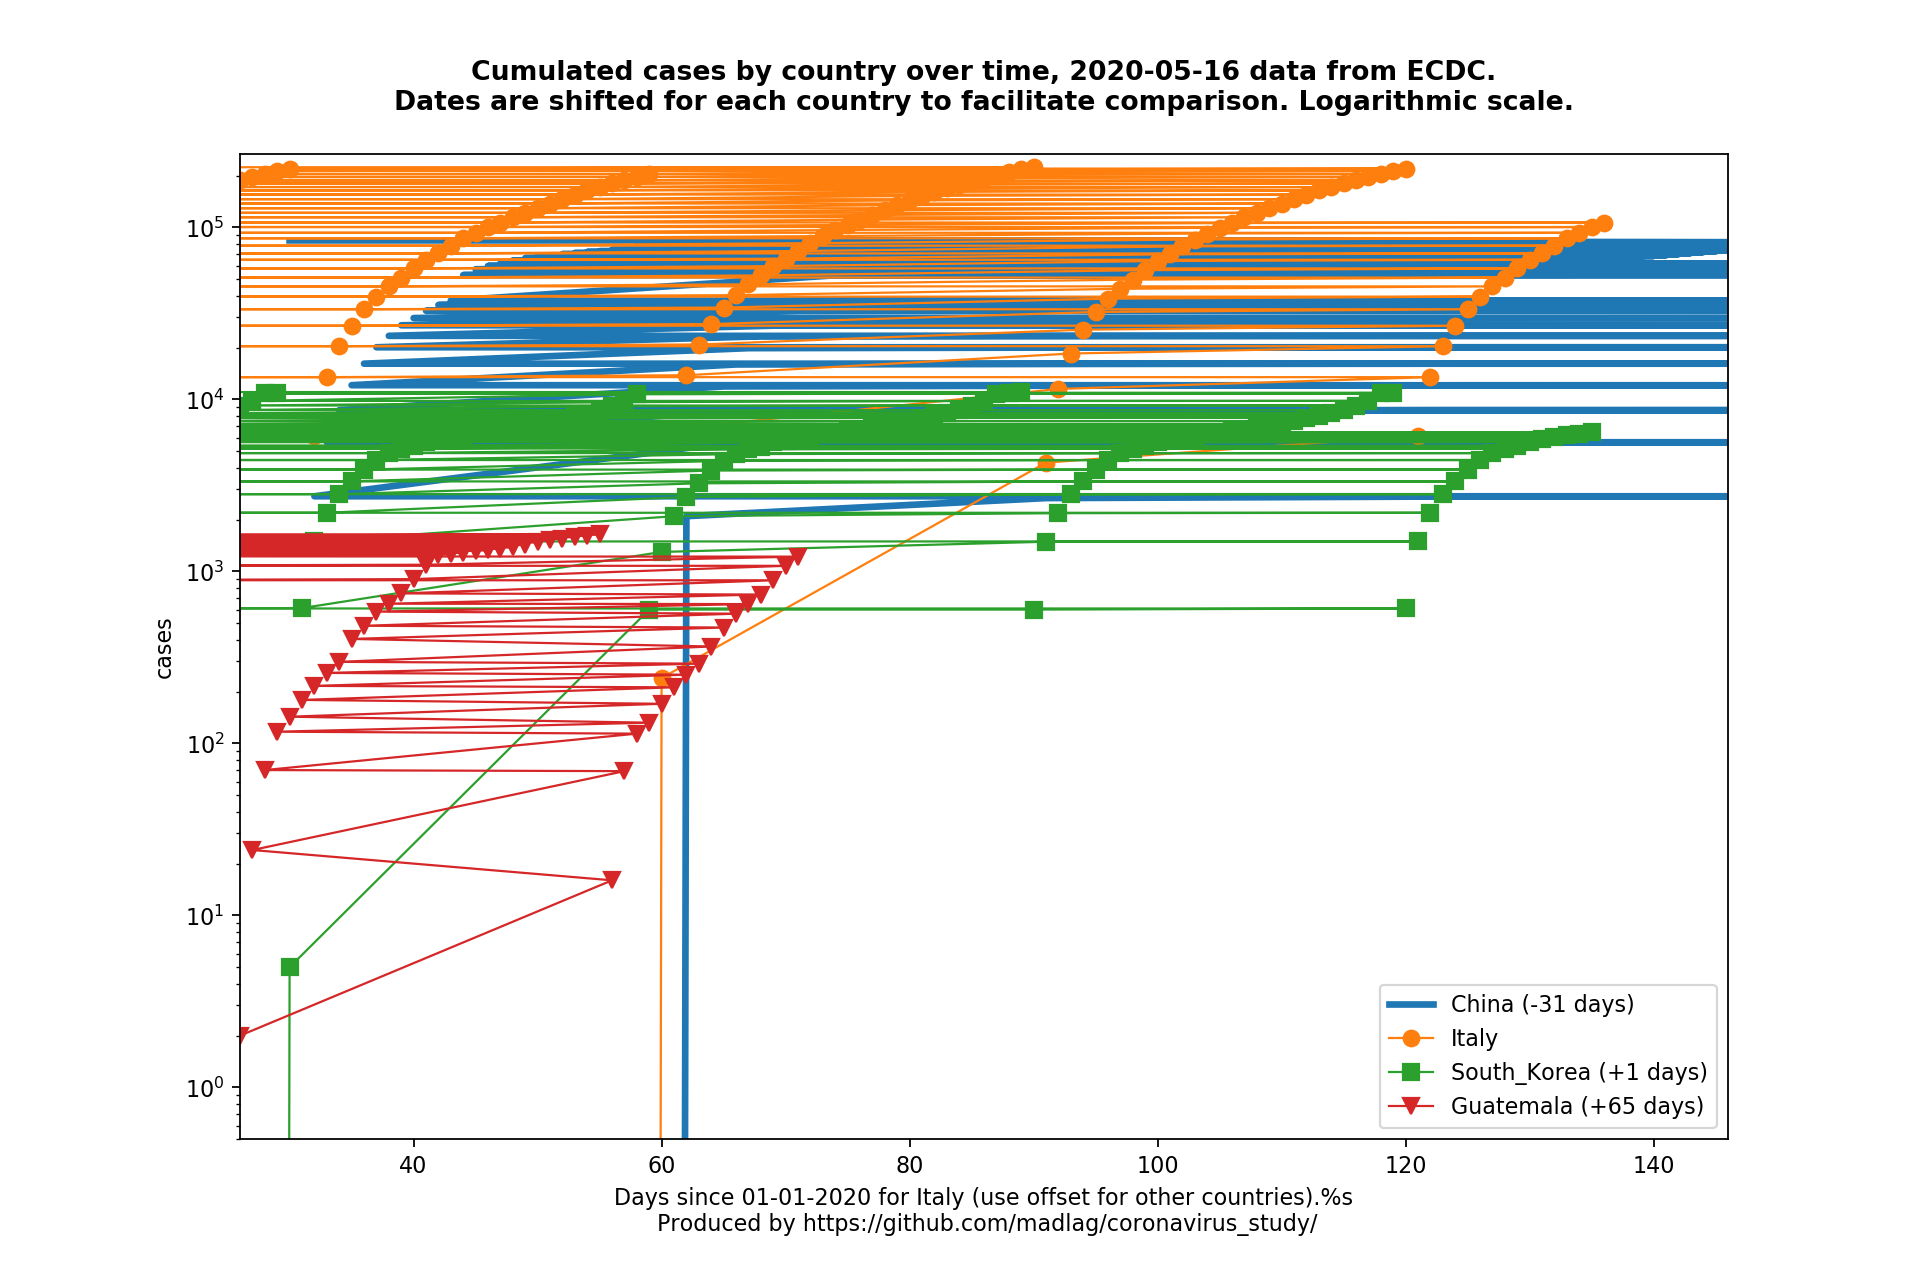 Cumulated cases by country over time, 2020-05-16 data from ECDC.
Dates are shifted for each country to facilitate comparison. Logarithmic scale.
10^5
10^4
10^3
10^2
10^1
10^0
cases
40 60 80 100 120 140
China (-31 days)
Italy
South_Korea (+1 days)
Guatemala (+65 days)
Days since 01-01-2020 for Italy (use offset for other countries).%s
Produced by https://github.com/madlag/coronavirus_study/